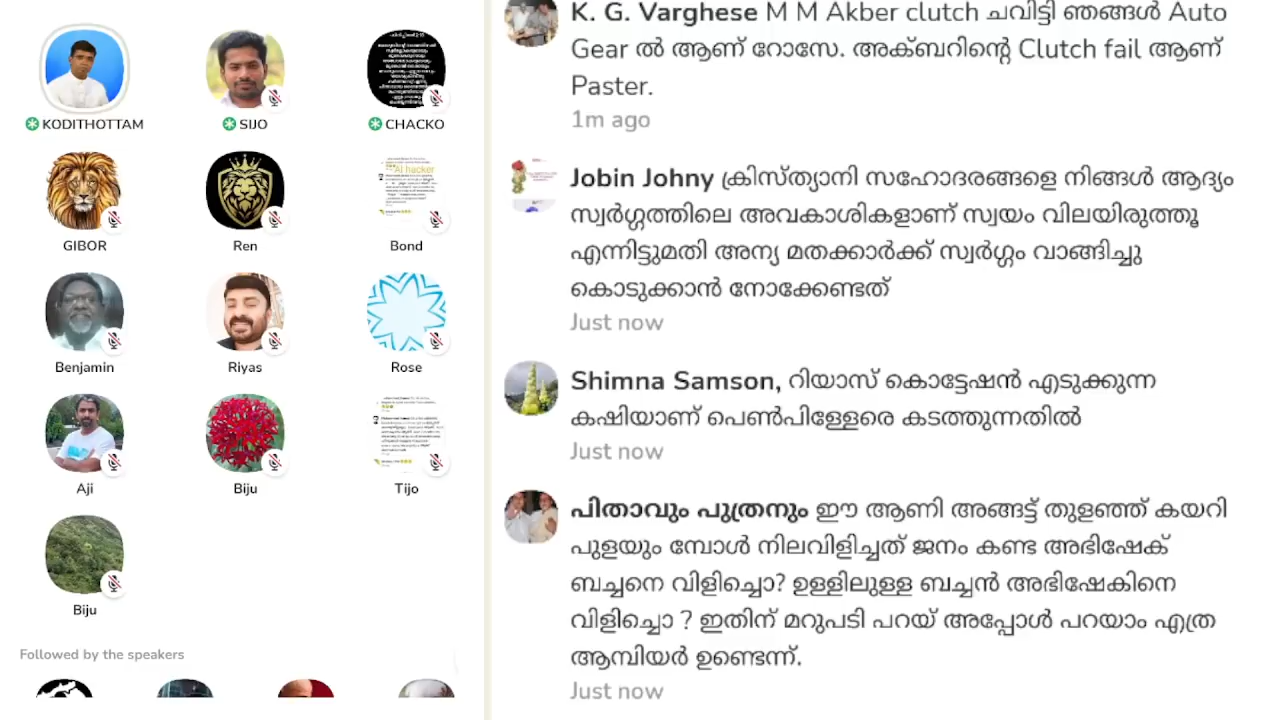 KODITHOTTAM
SIJO
CHACKO
GIBOR
Ren
AI hacker
Bond
Benjamin
Riyas
Rose
Aji
Biju
Tijo
Biju
Followed by the speakers
K. G. Varghese M M Akber clutch ചവിട്ടി ഞങ്ങൾ Auto
Gear ൽ ആണ് റോസേ. അക്ബറിന്റെ Clutch fail ആണ്
Paster.
1m ago
Jobin Johny ക്രിസ്ത്യാനി സഹോദരങ്ങളെ നിങ്ങൾ ആദ്യം
സ്വർഗ്ഗത്തിലെ അവകാശികളാണ് സ്വയം വിലയിരുത്തൂ
എന്നിട്ടുമതി അന്യ മതക്കാർക്ക് സ്വർഗ്ഗം വാങ്ങിച്ചു
കൊടുക്കാൻ നോക്കേണ്ടത്
Just now
Shimna Samson, റിയാസ് കൊട്ടേഷൻ എടുക്കുന്ന
കഷിയാണ് പെൺപിള്ളേരെ കടത്തുന്നതിൽ
Just now
പിതാവും പുത്രനും ഈ ആണി അങ്ങട്ട് തുളഞ്ഞ് കയറി
പുളയും മ്പോൾ നിലവിളിച്ചത് ജനം കണ്ട അഭിഷേക്
ബച്ചനെ വിളിച്ചൊ? ഉള്ളിലുള്ള ബച്ചൻ അഭിഷേകിനെ
വിളിച്ചൊ ? ഇതിന് മറുപടി പറയ് അപ്പോൾ പറയാം എത്ര
ആമ്പിയർ ഉണ്ടെന്ന്.
Just now